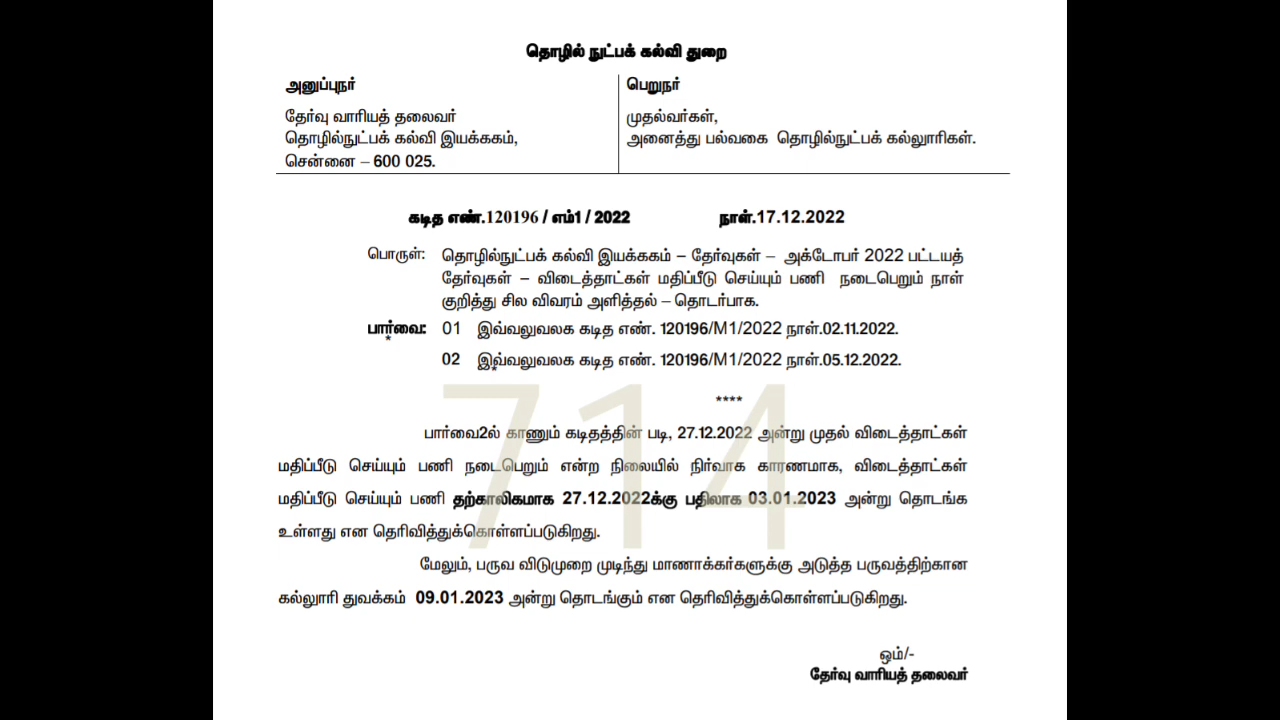 தொழில் நுட்பக் கல்வி துறை
அனுப்புநர்
தேர்வு வாரியத் தலைவர்
தொழில்நுட்பக் கல்வி இயக்ககம்,
சென்னை – 600 025.
பெறுநர்
முதல்வர்கள்,
அனைத்து பல்வகை தொழில்நுட்பக் கல்லூரிகள்.
கடித எண்.120196 / எம்1 / 2022 நாள்.17.12.2022
பொருள்: தொழில்நுட்பக் கல்வி இயக்ககம் – தேர்வுகள் – அக்டோபர் 2022 பட்டயத்
தேர்வுகள் – விடைத்தாட்கள் மதிப்பீடு செய்யும் பணி நடைபெறும் நாள்
குறித்து சில விவரம் அளித்தல் – தொடர்பாக.
பார்வை: 01 இவ்வலுவலக கடித எண். 120196/M1/2022 நாள்.02.11.2022.
*
02 இவ்வலுவலக கடித எண். 120196/M1/2022 நாள்.05.12.2022.
*
****
714
பார்வை2ல் காணும் கடிதத்தின் படி, 27.12.2022 அன்று முதல் விடைத்தாட்கள்
மதிப்பீடு செய்யும் பணி நடைபெறும் என்ற நிலையில் நிர்வாக காரணமாக, விடைத்தாட்கள்
மதிப்பீடு செய்யும் பணி தற்காலிகமாக 27.12.2022க்கு பதிலாக 03.01.2023 அன்று தொடங்க
உள்ளது என தெரிவித்துக்கொள்ளப்படுகிறது.
மேலும், பருவ விடுமுறை முடிந்து மாணாக்கர்களுக்கு அடுத்த பருவத்திற்கான
கல்லூரி துவக்கம் 09.01.2023 அன்று தொடங்கும் என தெரிவித்துக்கொள்ளப்படுகிறது.
ஒம்/-
தேர்வு வாரியத் தலைவர்